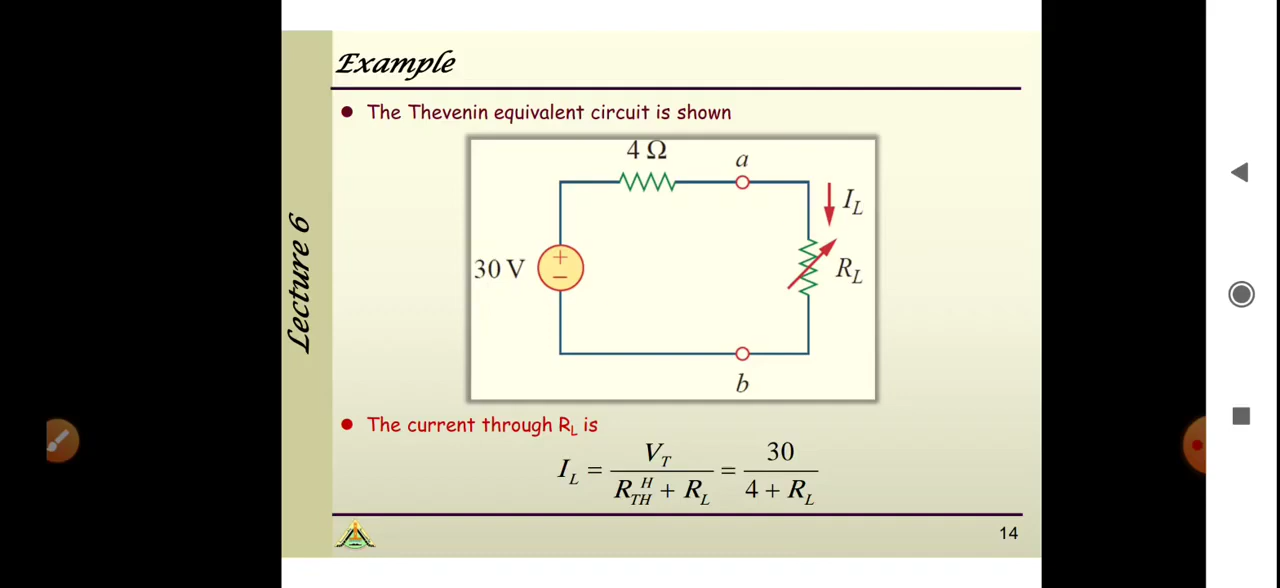 Example
Lecture 6
The Thevenin equivalent circuit is shown
4 Ω
a
I_L
30 V
+
−
R_L
b
The current through R_L is
I_L = V_T / (R_TH^H + R_L) = 30 / (4 + R_L)
14